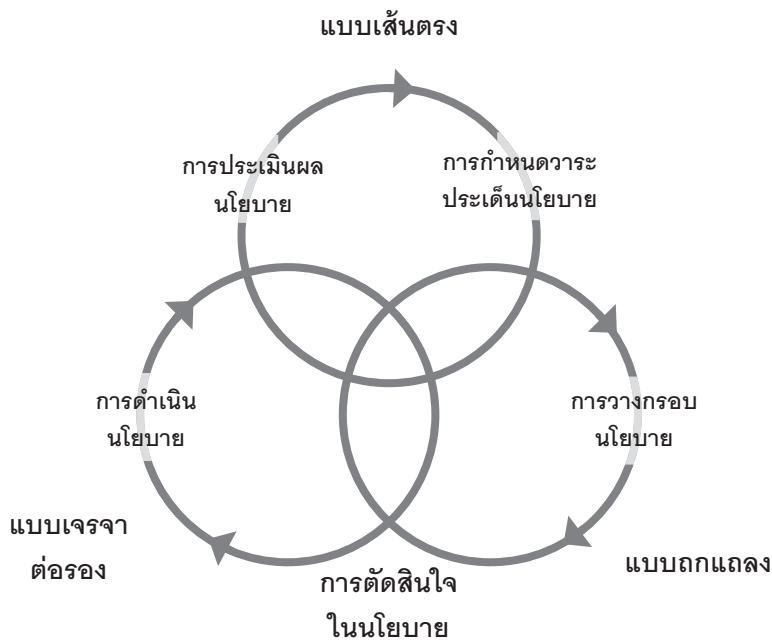 แบบเส้นตรง
การประเมินผล
นโยบาย
การกำหนดวาระ
ประเด็นนโยบาย
การดำเนิน
นโยบาย
การวางกรอบ
นโยบาย
แบบเจรจา
ต่อรอง
แบบถกแถลง
การตัดสินใจ
ในนโยบาย